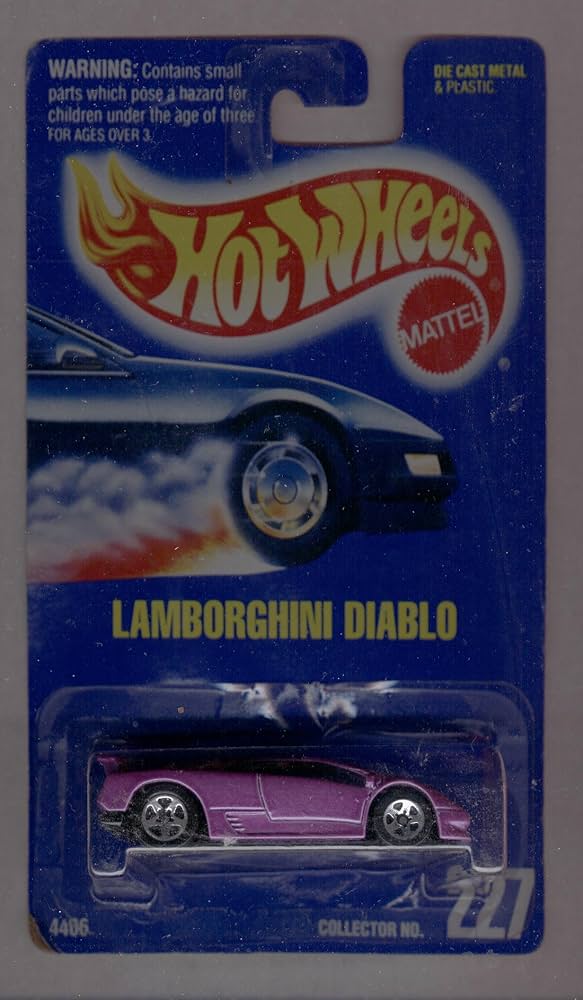 WARNING: Contains small
parts which pose a hazard for
children under the age of three
FOR AGES OVER 3.
DIE CAST METAL
& PLASTIC.
HOT WHEELS
MATTEL
LAMBORGHINI DIABLO
4406
COLLECTOR NO.
227